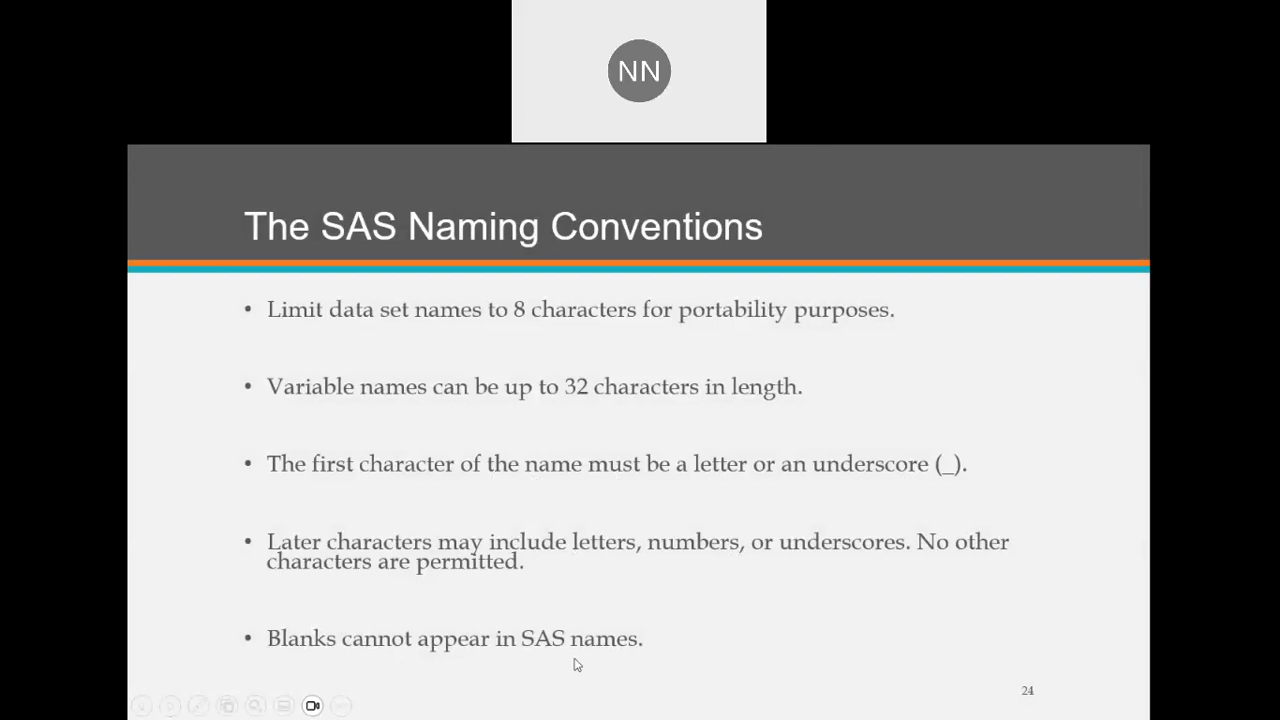 NN
The SAS Naming Conventions
• Limit data set names to 8 characters for portability purposes.
• Variable names can be up to 32 characters in length.
• The first character of the name must be a letter or an underscore (_).
• Later characters may include letters, numbers, or underscores. No other
characters are permitted.
• Blanks cannot appear in SAS names.
24